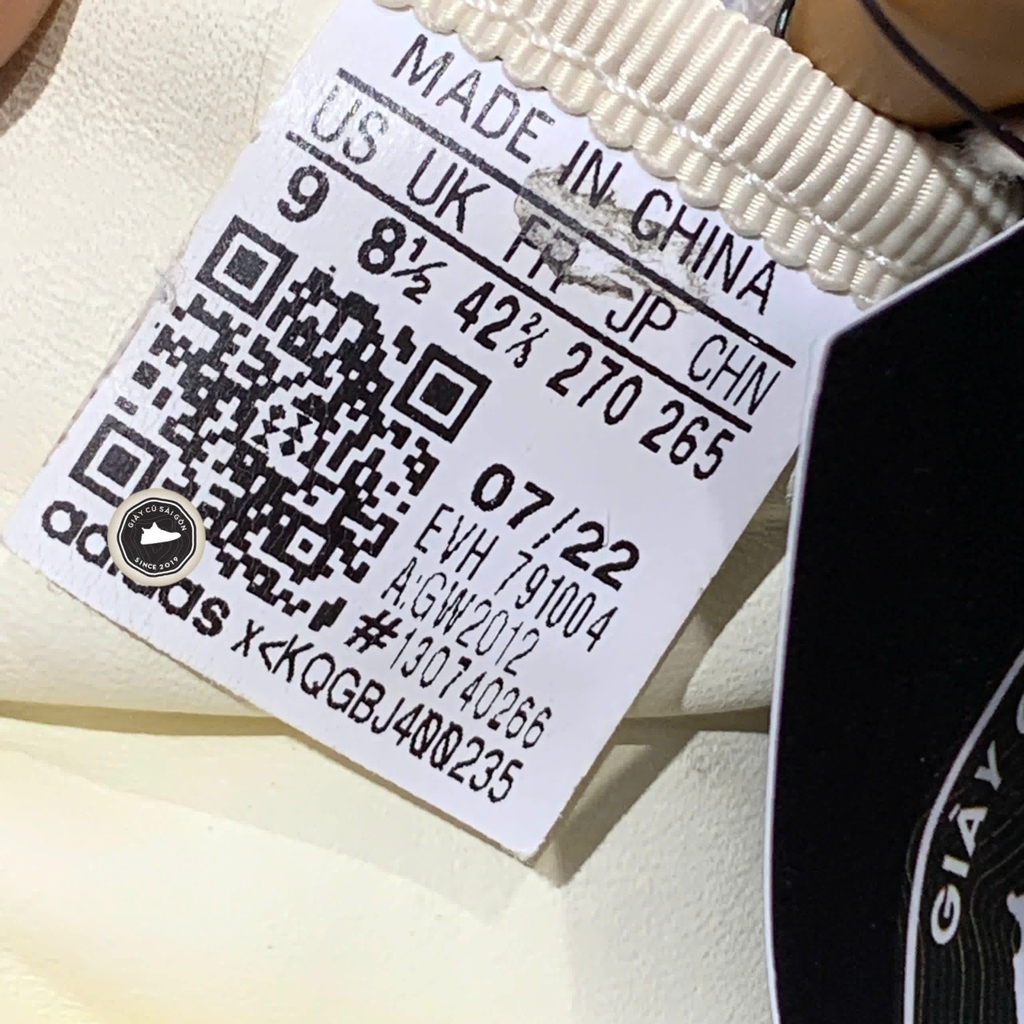 MADE IN CHINA
US UK FR JP CHN
9 8½ 42⅔ 270 265
07/22
EVH 791004
A:GW2012
#130740266
adidas x<KQGBJ400235
GIÀY CŨ SÀI GÒN
SINCE 2019
GIÀY